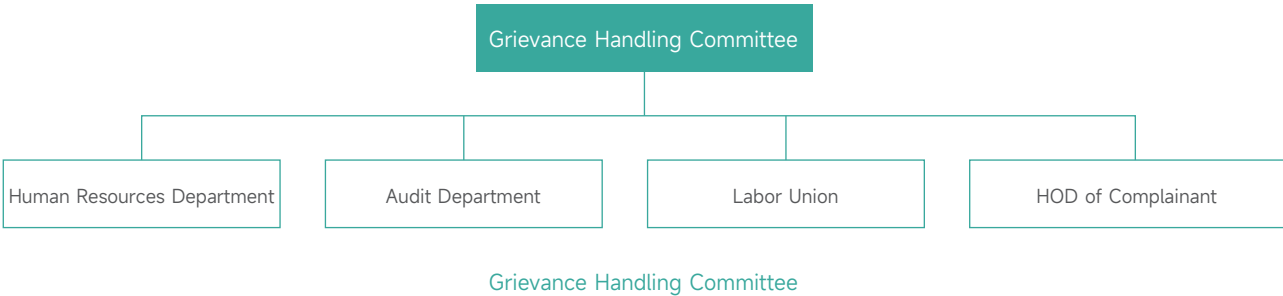 Grievance Handling Committee
Human Resources Department
Audit Department
Labor Union
HOD of Complainant
Grievance Handling Committee